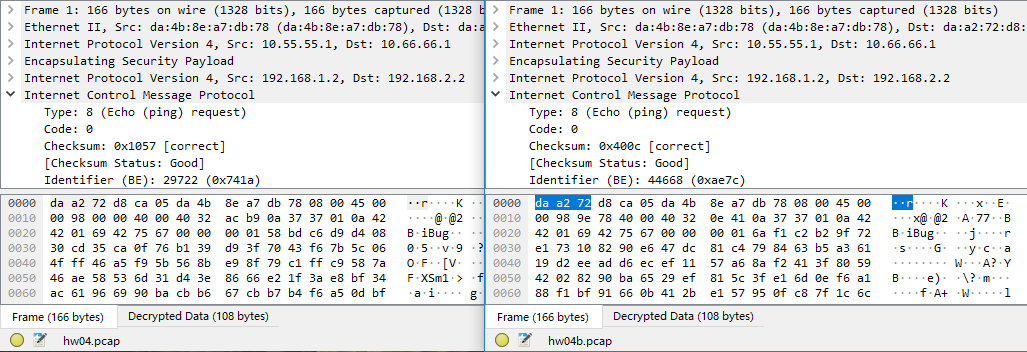 Frame 1: 166 bytes on wire (1328 bits), 166 bytes captured (1328 b
Ethernet II, Src: da:4b:8e:a7:db:78 (da:4b:8e:a7:db:78), Dst: da:a
Internet Protocol Version 4, Src: 10.55.55.1, Dst: 10.66.66.1
Encapsulating Security Payload
Internet Protocol Version 4, Src: 192.168.1.2, Dst: 192.168.2.2
Internet Control Message Protocol
Type: 8 (Echo (ping) request)
Code: 0
Checksum: 0x1057 [correct]
[Checksum Status: Good]
Identifier (BE): 29722 (0x741a)
0000 da a2 72 d8 ca 05 da 4b 8e a7 db 78 08 00 45 00 ··r····K ···
0010 00 98 00 00 40 00 40 32 ac b9 0a 37 37 01 0a 42 ····@·@2 ···
0020 42 01 69 42 75 67 00 00 00 01 58 bd c6 d9 d4 08 B·iBug·· ··
0030 30 cd 35 ca 0f 76 b1 39 d3 9f 70 43 f6 7b 5c 06 0·5··v·9 ?
0040 4f ff 46 a5 f9 5b 56 8b e9 8f 79 c1 ff c9 58 7a O·F··[V·
0050 46 ae 58 53 6d 31 d4 3e 86 66 e2 1f 3a e8 bf 34 F·XSm1·> ·f
0060 ac 61 96 69 90 ba cb b6 67 cb b7 b4 f6 a5 0d bf ·a·i···· g·
Frame (166 bytes)
Decrypted Data (108 bytes)
hw04.pcap
Frame 1: 166 bytes on wire (1328 bits), 166 bytes captured (1328 bits)
Ethernet II, Src: da:4b:8e:a7:db:78 (da:4b:8e:a7:db:78), Dst: da:a2:72:d8:
Internet Protocol Version 4, Src: 10.55.55.1, Dst: 10.66.66.1
Encapsulating Security Payload
Internet Protocol Version 4, Src: 192.168.1.2, Dst: 192.168.2.2
Internet Control Message Protocol
Type: 8 (Echo (ping) request)
Code: 0
Checksum: 0x400c [correct]
[Checksum Status: Good]
Identifier (BE): 44668 (0xae7c)
0000 da a2 72 d8 ca 05 da 4b 8e a7 db 78 08 00 45 00 ··r····K ···x··E·
0010 00 98 9e 78 40 00 40 32 0e 41 0a 37 37 01 0a 42 ···x@·@2 ·A·77··B
0020 42 01 69 42 75 67 00 00 00 01 6a f1 c2 b2 9f 72 B·iBug·· ··j····r
0030 e1 73 10 82 90 e6 47 dc 81 c4 79 84 63 b5 a3 61 ·s····G· ··y·c··a
0040 19 d2 ee ad d6 ec ef 11 57 a6 8a f2 41 3f 80 59 ········ W···A?·Y
0050 42 02 82 90 ba 65 29 ef 81 5c 3f e1 6d 0e f6 a1 B····e)· ·\?·m···
0060 88 f1 bf 91 66 0b 41 2b e1 57 95 0f c8 7f 1c 6c ····f·A+ ·W·····l
Frame (166 bytes)
Decrypted Data (108 bytes)
hw04b.pcap